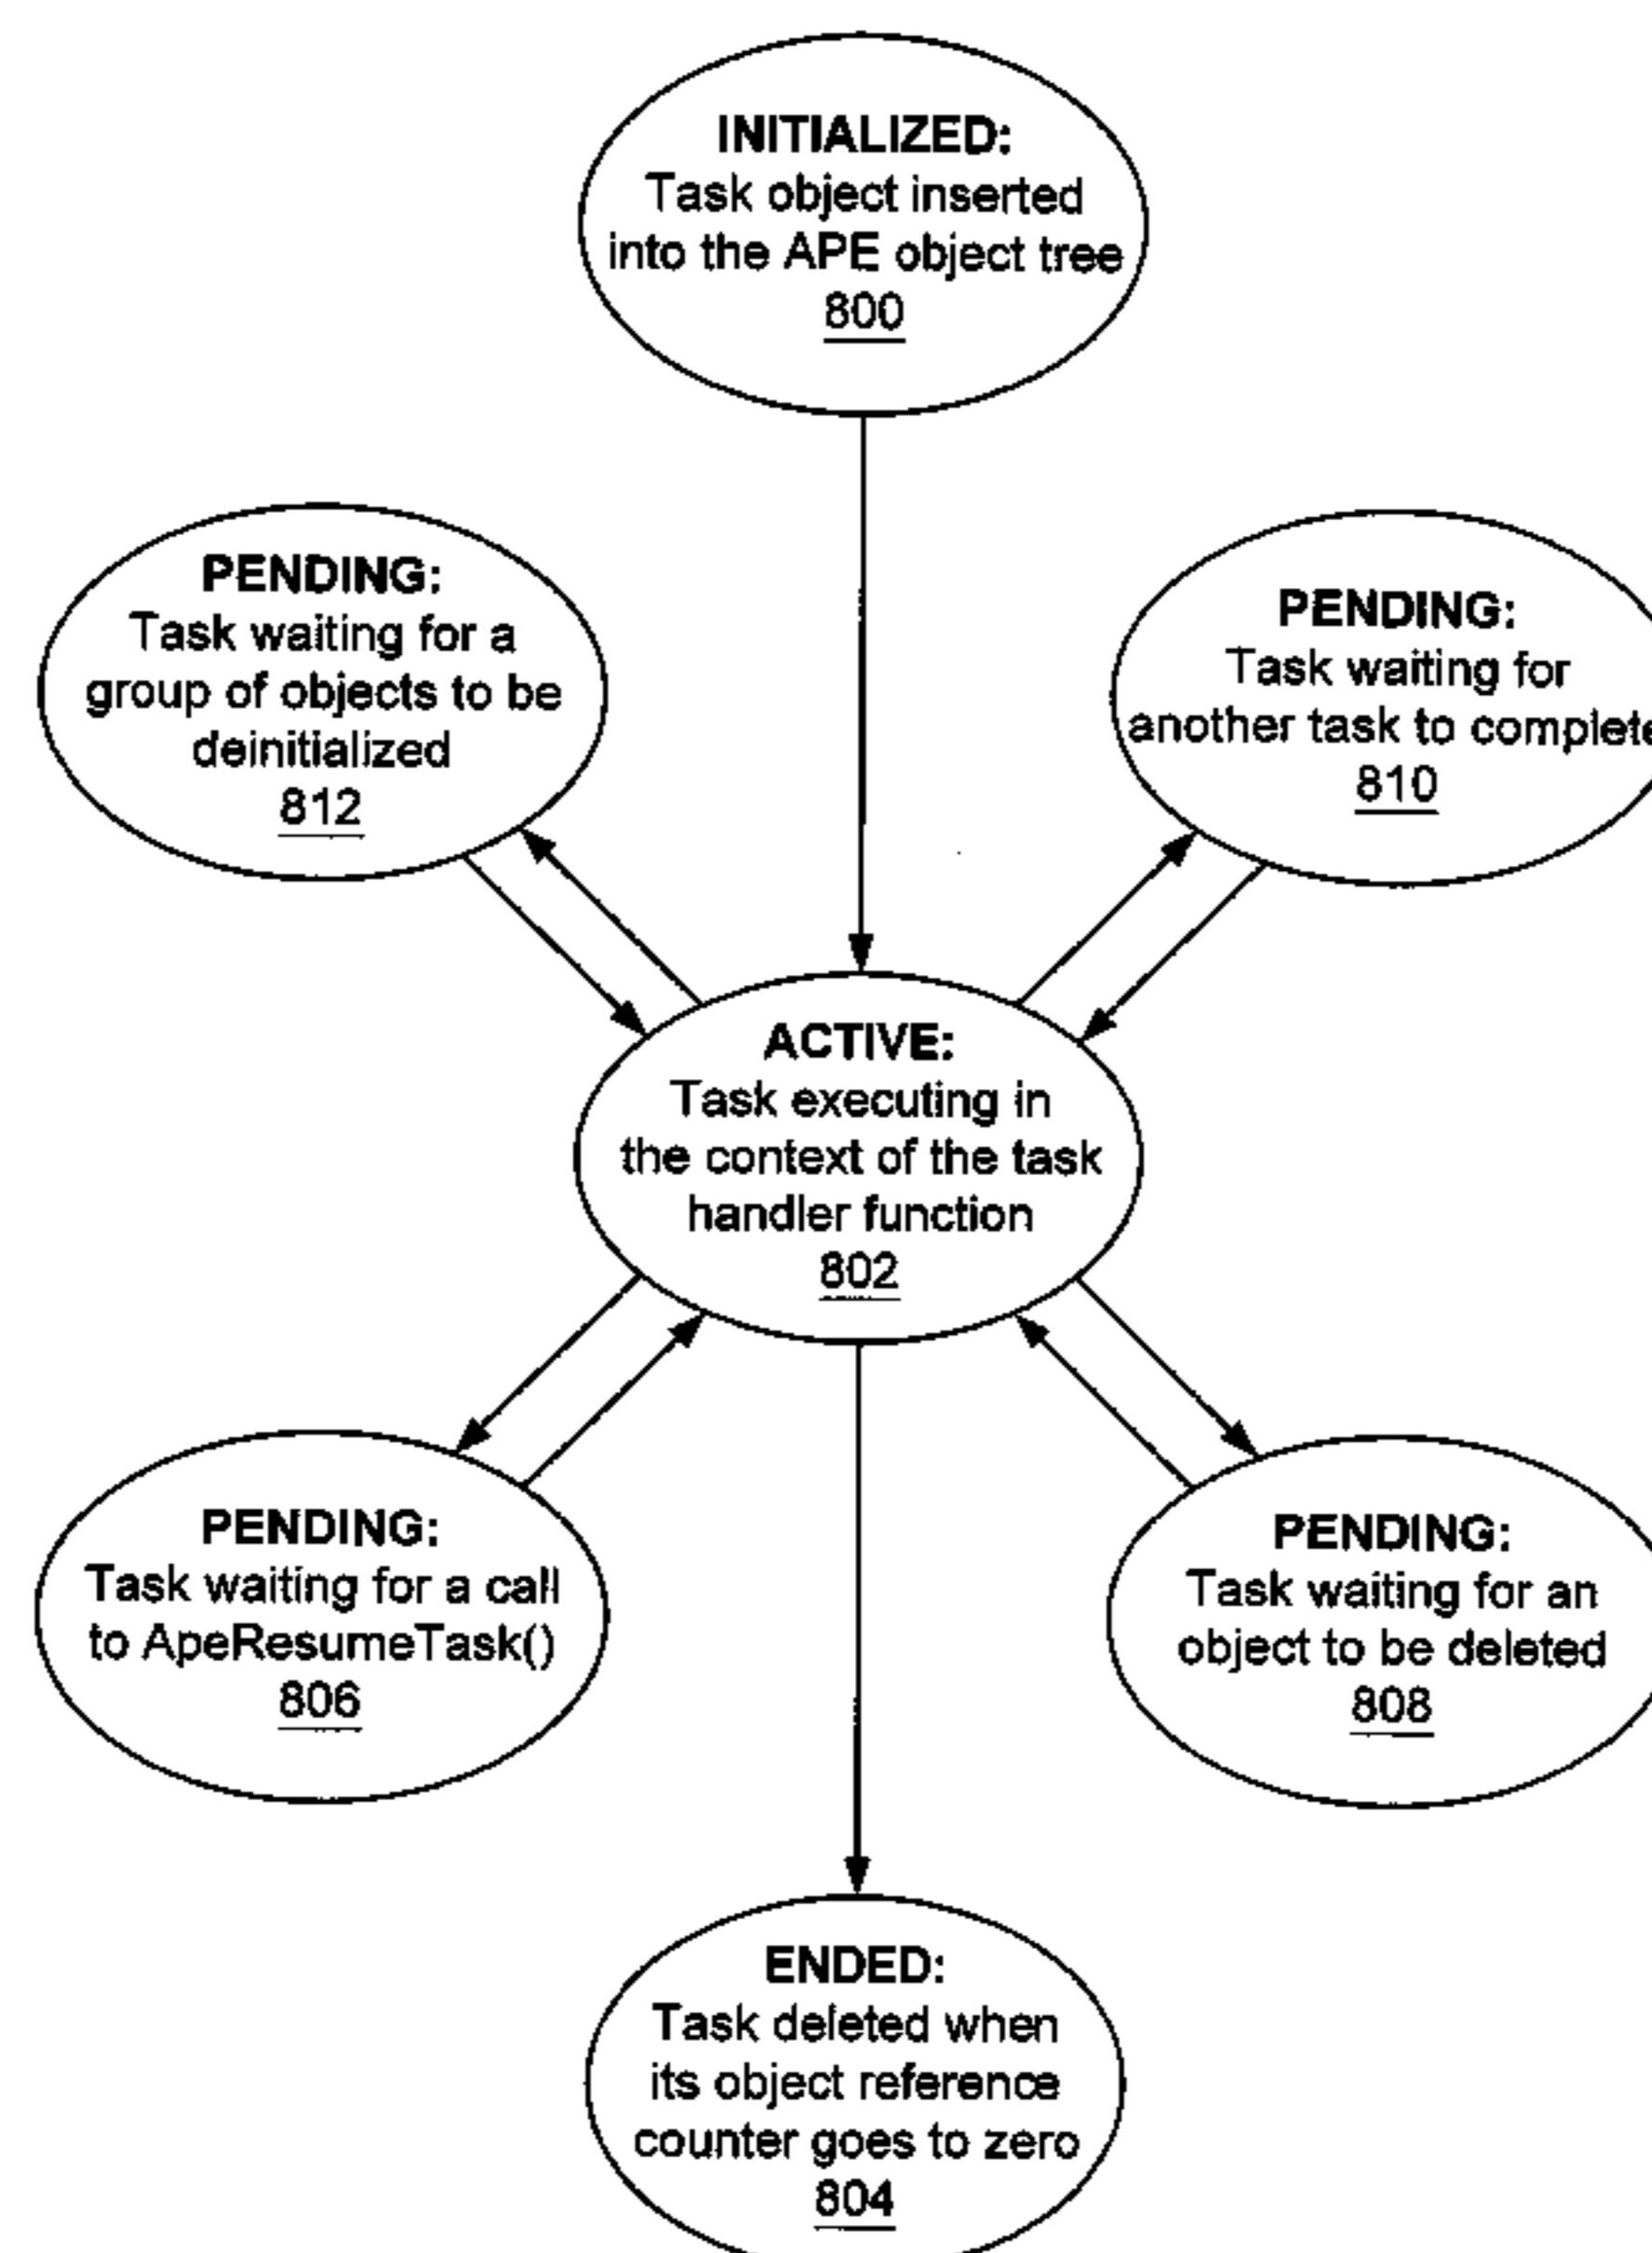 INITIALIZED:
Task object inserted
into the APE object tree
800
PENDING:
Task waiting for a
group of objects to be
deinitialized
812
PENDING:
Task waiting for
another task to complete
810
ACTIVE:
Task executing in
the context of the task
handler function
802
PENDING:
Task waiting for a call
to ApeResumeTask()
806
PENDING:
Task waiting for an
object to be deleted
808
ENDED:
Task deleted when
its object reference
counter goes to zero
804